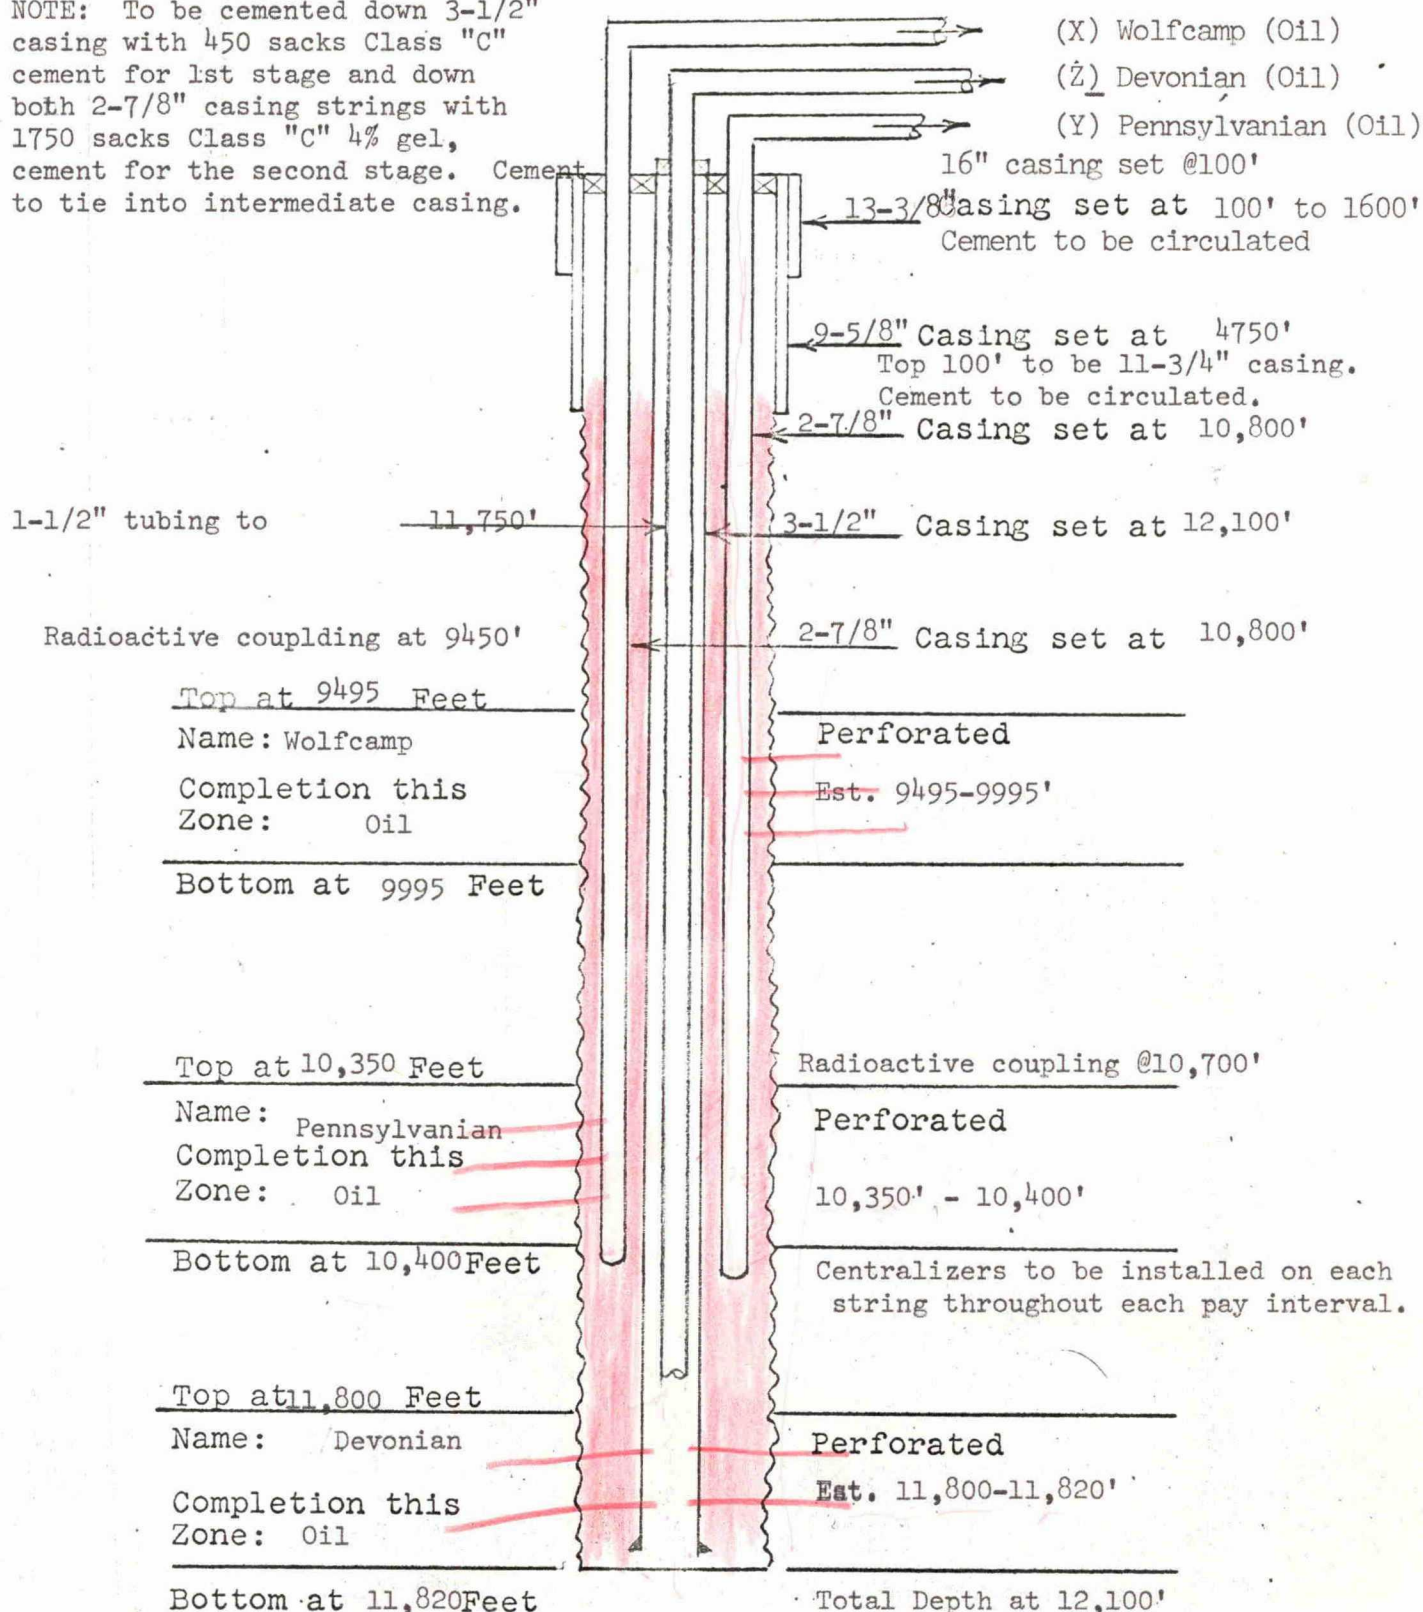 NOTE: To be cemented down 3-1/2"
casing with 450 sacks Class "C"
cement for 1st stage and down
both 2-7/8" casing strings with
1750 sacks Class "C" 4% gel,
cement for the second stage. Cement
to tie into intermediate casing.
(X) Wolfcamp (Oil)
(Z) Devonian (Oil)
(Y) Pennsylvanian (Oil)
16" casing set @100'
13-3/8" Casing set at 100' to 1600'
Cement to be circulated
9-5/8" Casing set at 4750'
Top 100' to be 11-3/4" casing.
Cement to be circulated.
2-7/8" Casing set at 10,800'
1-1/2" tubing to 11,750'
3-1/2" Casing set at 12,100'
Radioactive couplding at 9450'
2-7/8" Casing set at 10,800'
Top at 9495 Feet
Name: Wolfcamp
Perforated
Completion this
Est. 9495-9995'
Zone: Oil
Bottom at 9995 Feet
Top at 10,350 Feet
Radioactive coupling @10,700'
Name: Pennsylvanian
Perforated
Completion this
Zone: Oil
10,350' - 10,400'
Bottom at 10,400 Feet
Centralizers to be installed on each
string throughout each pay interval.
Top at 11,800 Feet
Name: Devonian
Perforated
Completion this
Est. 11,800-11,820'
Zone: Oil
Bottom at 11,820 Feet
Total Depth at 12,100'